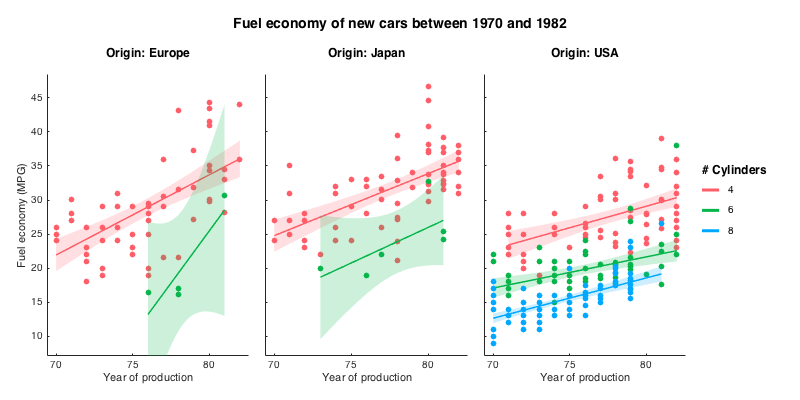 Fuel economy of new cars between 1970 and 1982
Origin: Europe
Origin: Japan
Origin: USA
Fuel economy (MPG)
45
40
35
30
25
20
15
10
70 75 80
70 75 80
70 75 80
Year of production
Year of production
Year of production
# Cylinders
4
6
8